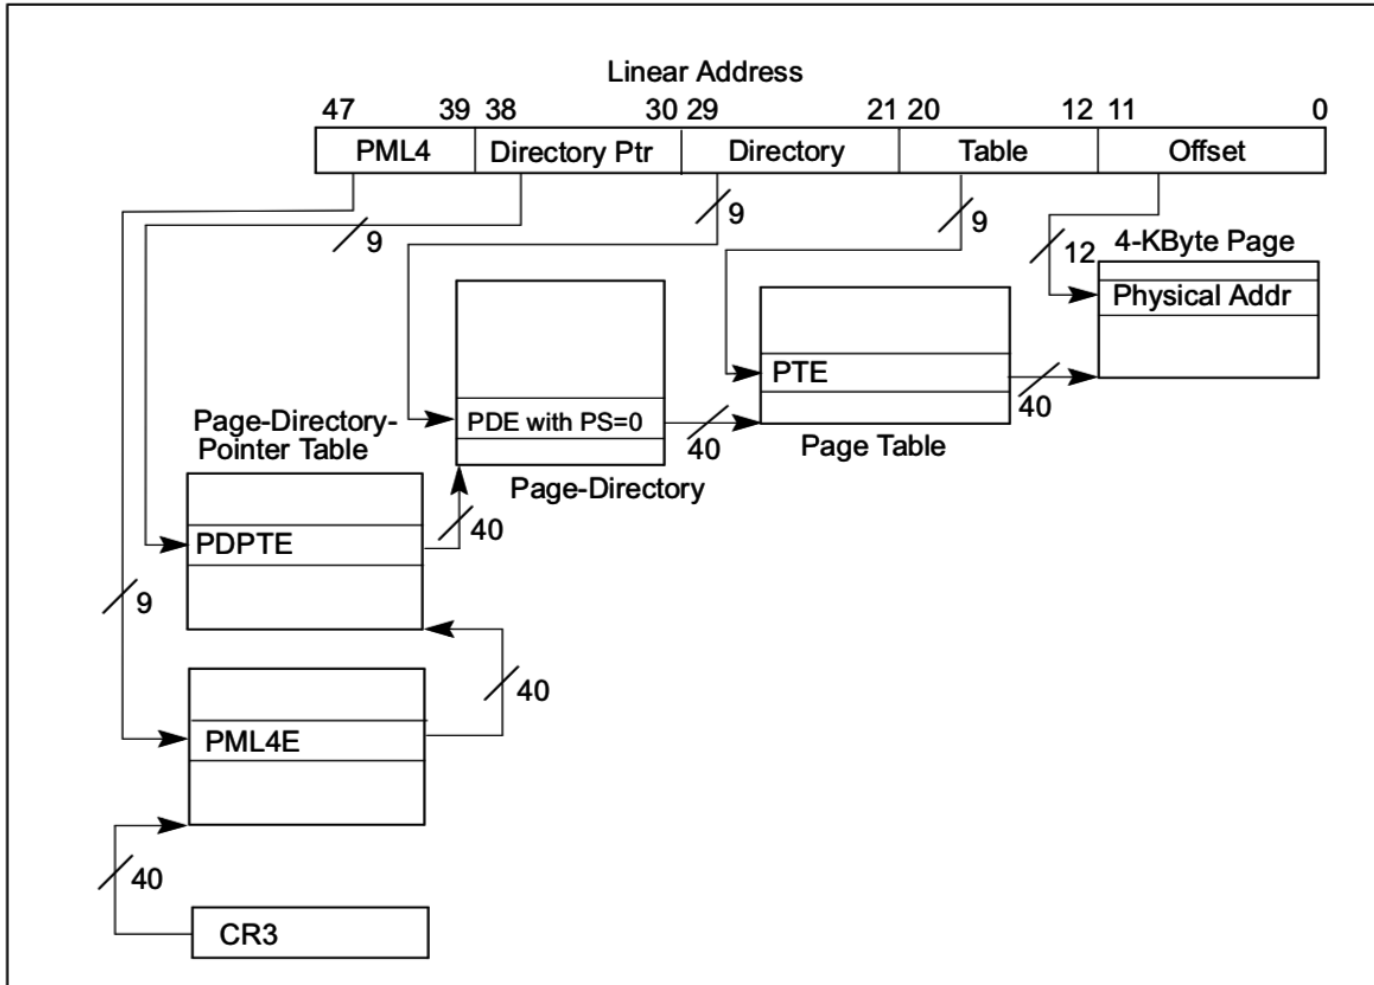 Linear Address
47 39 38 30 29 21 20 12 11 0
PML4 Directory Ptr Directory Table Offset
9 9 9 12
4-KByte Page
Physical Addr
PTE
40
Page Table
PDE with PS=0
40
Page-Directory
Page-Directory-
Pointer Table
PDPTE
40
9
40
PML4E
40
CR3